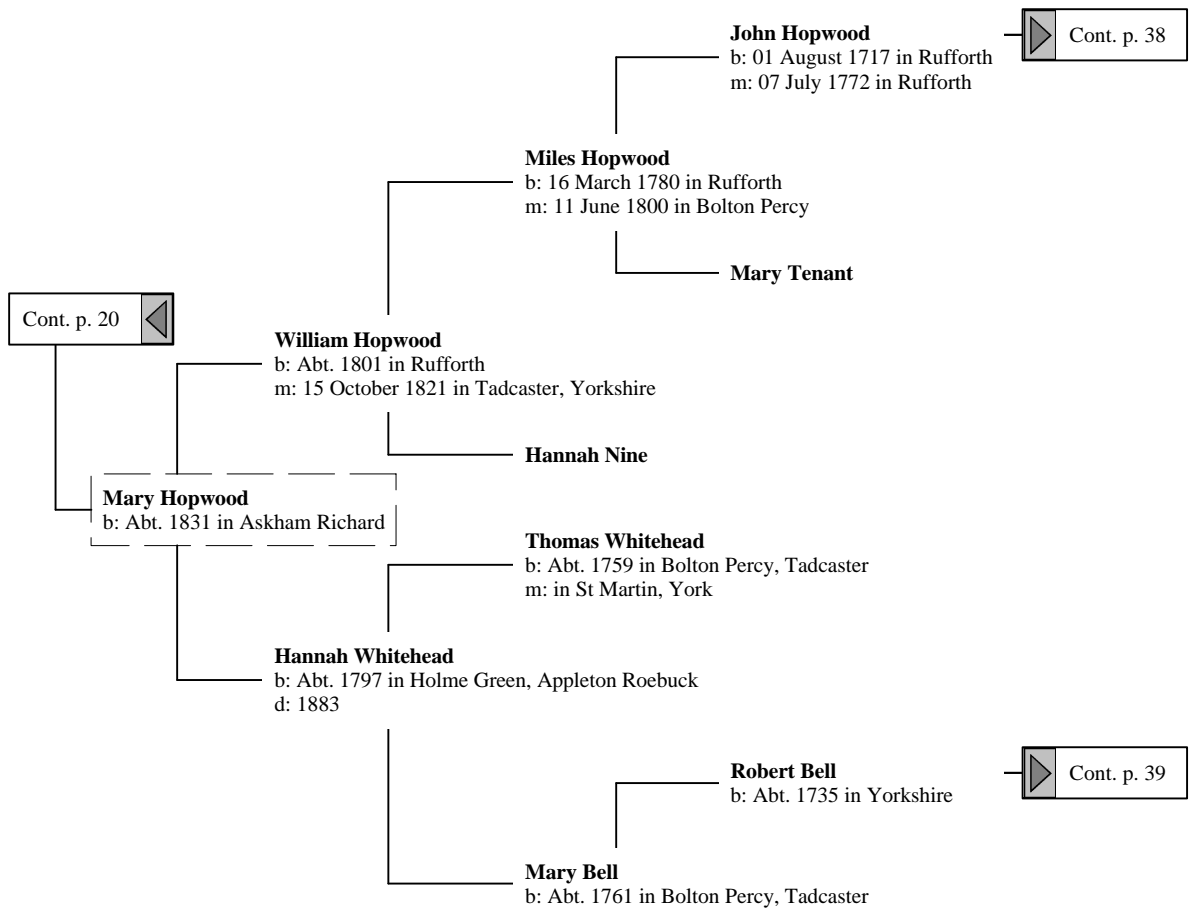 John Hopwood
b: 01 August 1717 in Rufforth
m: 07 July 1772 in Rufforth
Cont. p. 38
Miles Hopwood
b: 16 March 1780 in Rufforth
m: 11 June 1800 in Bolton Percy
Mary Tenant
Cont. p. 20
William Hopwood
b: Abt. 1801 in Rufforth
m: 15 October 1821 in Tadcaster, Yorkshire
Hannah Nine
Mary Hopwood
b: Abt. 1831 in Askham Richard
Thomas Whitehead
b: Abt. 1759 in Bolton Percy, Tadcaster
m: in St Martin, York
Hannah Whitehead
b: Abt. 1797 in Holme Green, Appleton Roebuck
d: 1883
Robert Bell
b: Abt. 1735 in Yorkshire
Cont. p. 39
Mary Bell
b: Abt. 1761 in Bolton Percy, Tadcaster